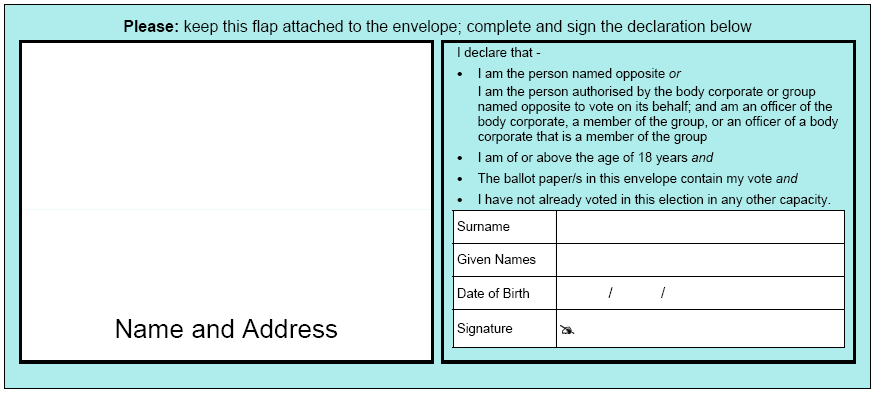 Please: keep this flap attached to the envelope; complete and sign the declaration below
Name and Address
I declare that -
• I am the person named opposite or
I am the person authorised by the body corporate or group
named opposite to vote on its behalf; and am an officer of the
body corporate, a member of the group, or an officer of a body
corporate that is a member of the group
• I am of or above the age of 18 years and
• The ballot paper/s in this envelope contain my vote and
• I have not already voted in this election in any other capacity.
Surname
Given Names
Date of Birth / /
Signature